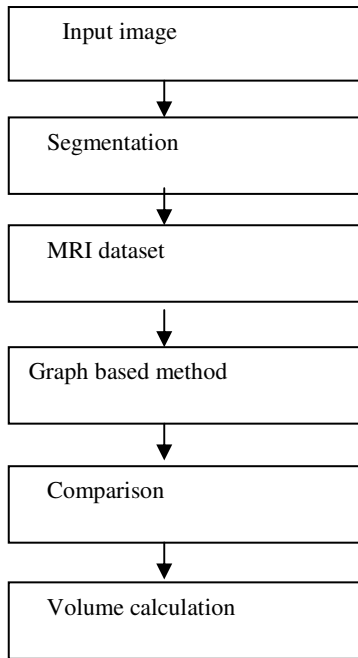 Input image
Segmentation
MRI dataset
Graph based method
Comparison
Volume calculation